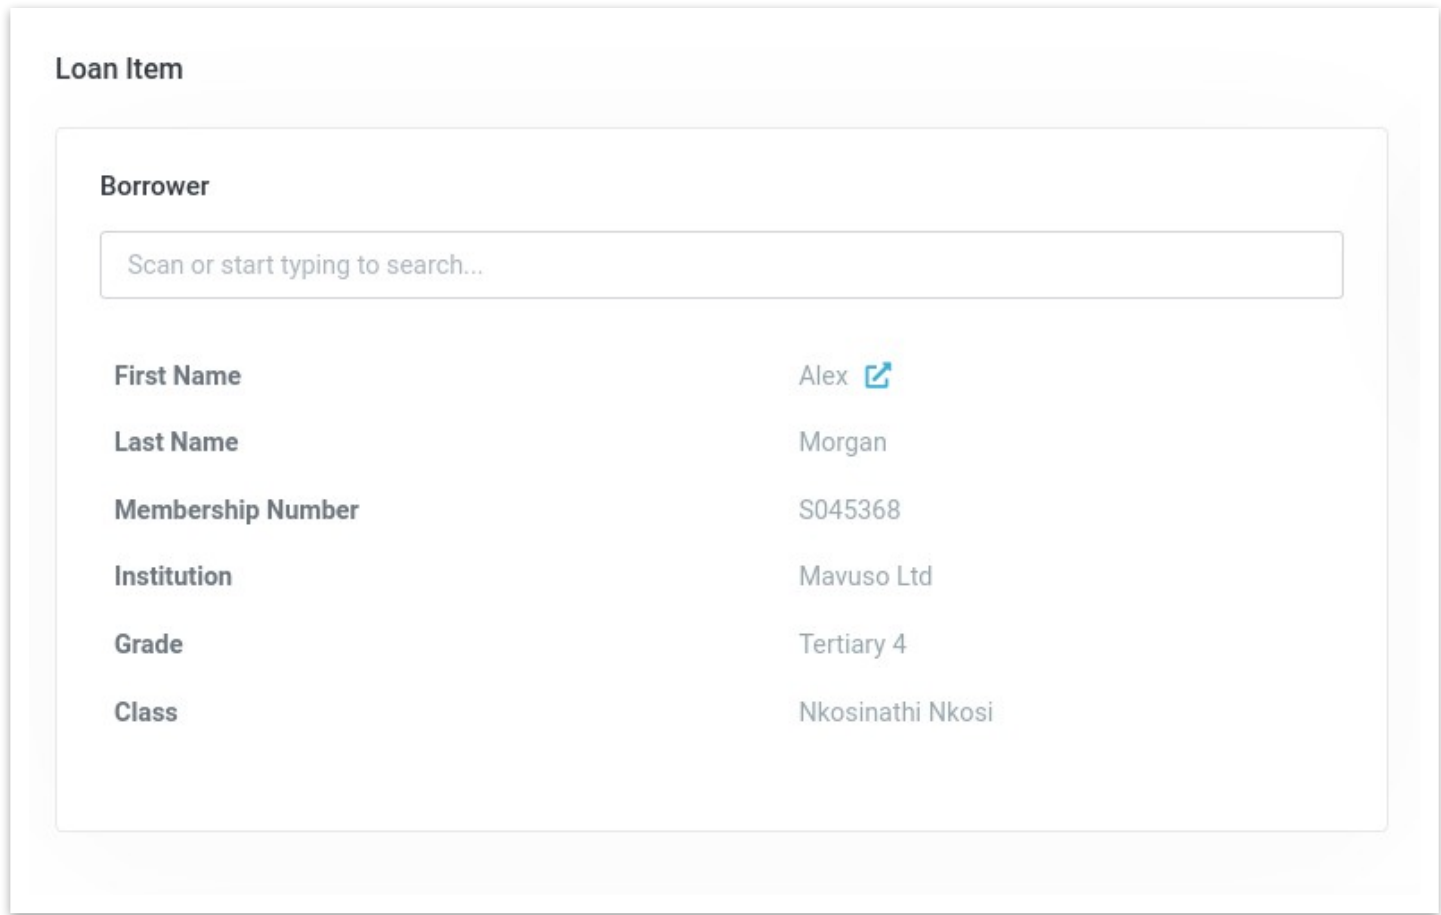 Loan Item
Borrower
Scan or start typing to search...
First Name Alex
Last Name Morgan
Membership Number S045368
Institution Mavuso Ltd
Grade Tertiary 4
Class Nkosinathi Nkosi